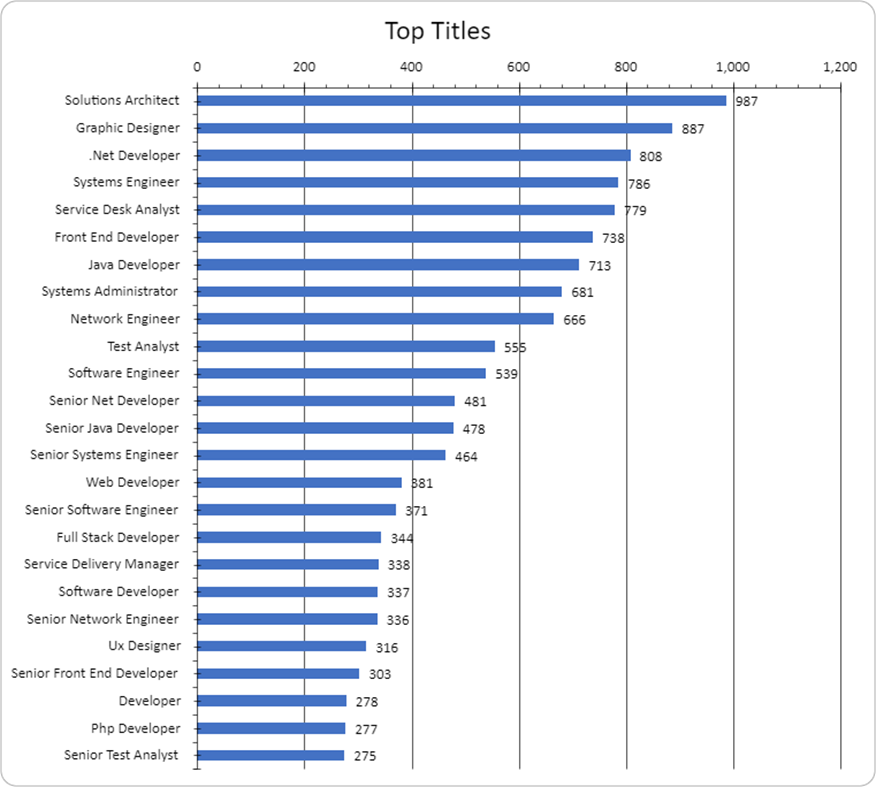 Top Titles
0 200 400 600 800 1,000 1,200
Solutions Architect 987
Graphic Designer 887
.Net Developer 808
Systems Engineer 786
Service Desk Analyst 779
Front End Developer 738
Java Developer 713
Systems Administrator 681
Network Engineer 666
Test Analyst 555
Software Engineer 539
Senior Net Developer 481
Senior Java Developer 478
Senior Systems Engineer 464
Web Developer 381
Senior Software Engineer 371
Full Stack Developer 344
Service Delivery Manager 338
Software Developer 337
Senior Network Engineer 336
Ux Designer 316
Senior Front End Developer 303
Developer 278
Php Developer 277
Senior Test Analyst 275